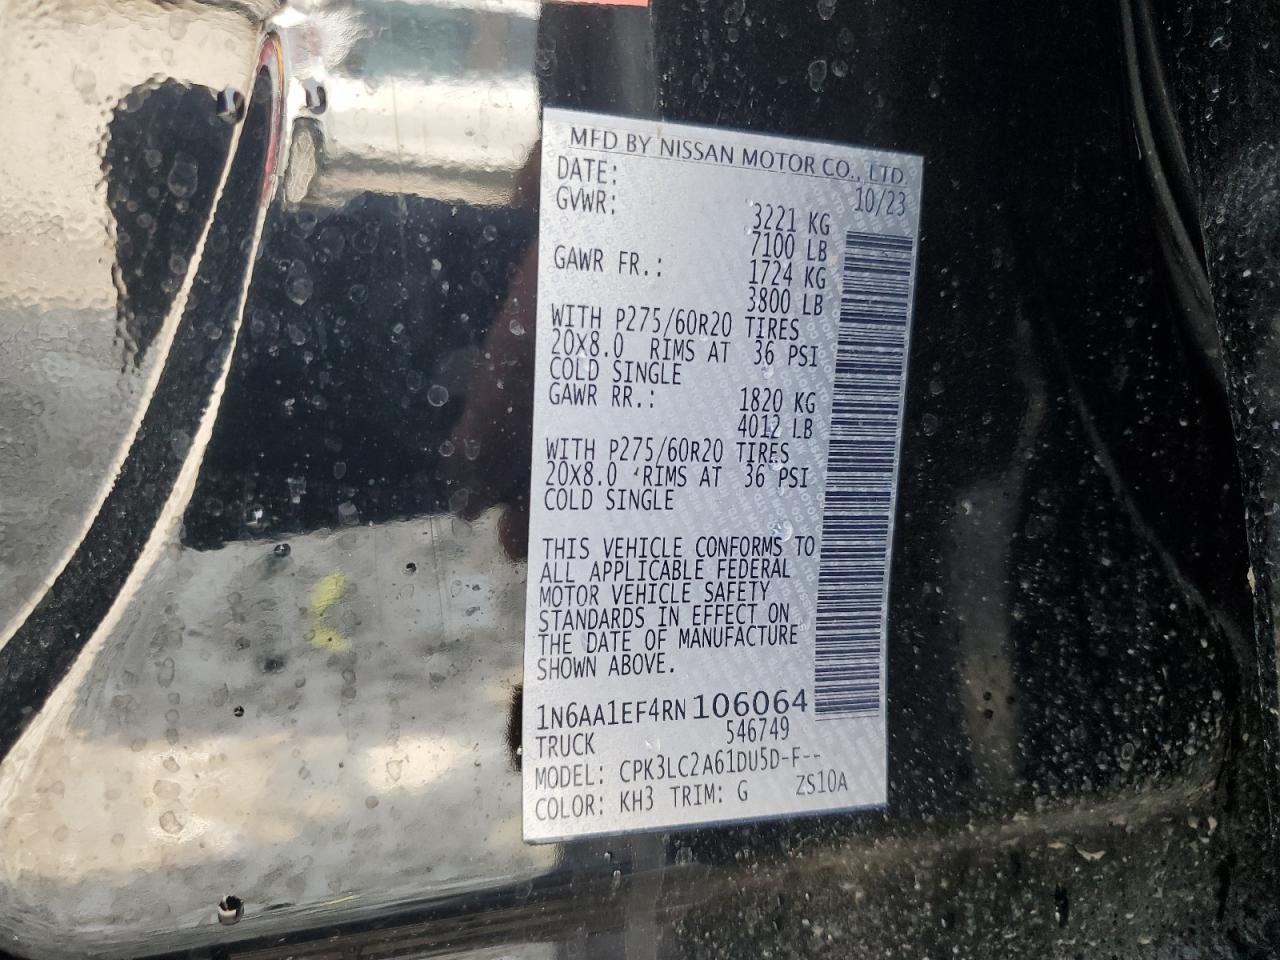 MFD BY NISSAN MOTOR CO., LTD.
DATE: 10/23
GVWR: 3221 KG
7100 LB
GAWR FR.: 1724 KG
3800 LB
WITH P275/60R20 TIRES
20X8.0 RIMS AT 36 PSI
COLD SINGLE
GAWR RR.: 1820 KG
4012 LB
WITH P275/60R20 TIRES
20X8.0 RIMS AT 36 PSI
COLD SINGLE
THIS VEHICLE CONFORMS TO
ALL APPLICABLE FEDERAL
MOTOR VEHICLE SAFETY
STANDARDS IN EFFECT ON
THE DATE OF MANUFACTURE
SHOWN ABOVE.
1N6AA1EF4RN106064
TRUCK 546749
MODEL: CPK3LC2A61DU5D-F--
COLOR: KH3 TRIM: G ZS10A